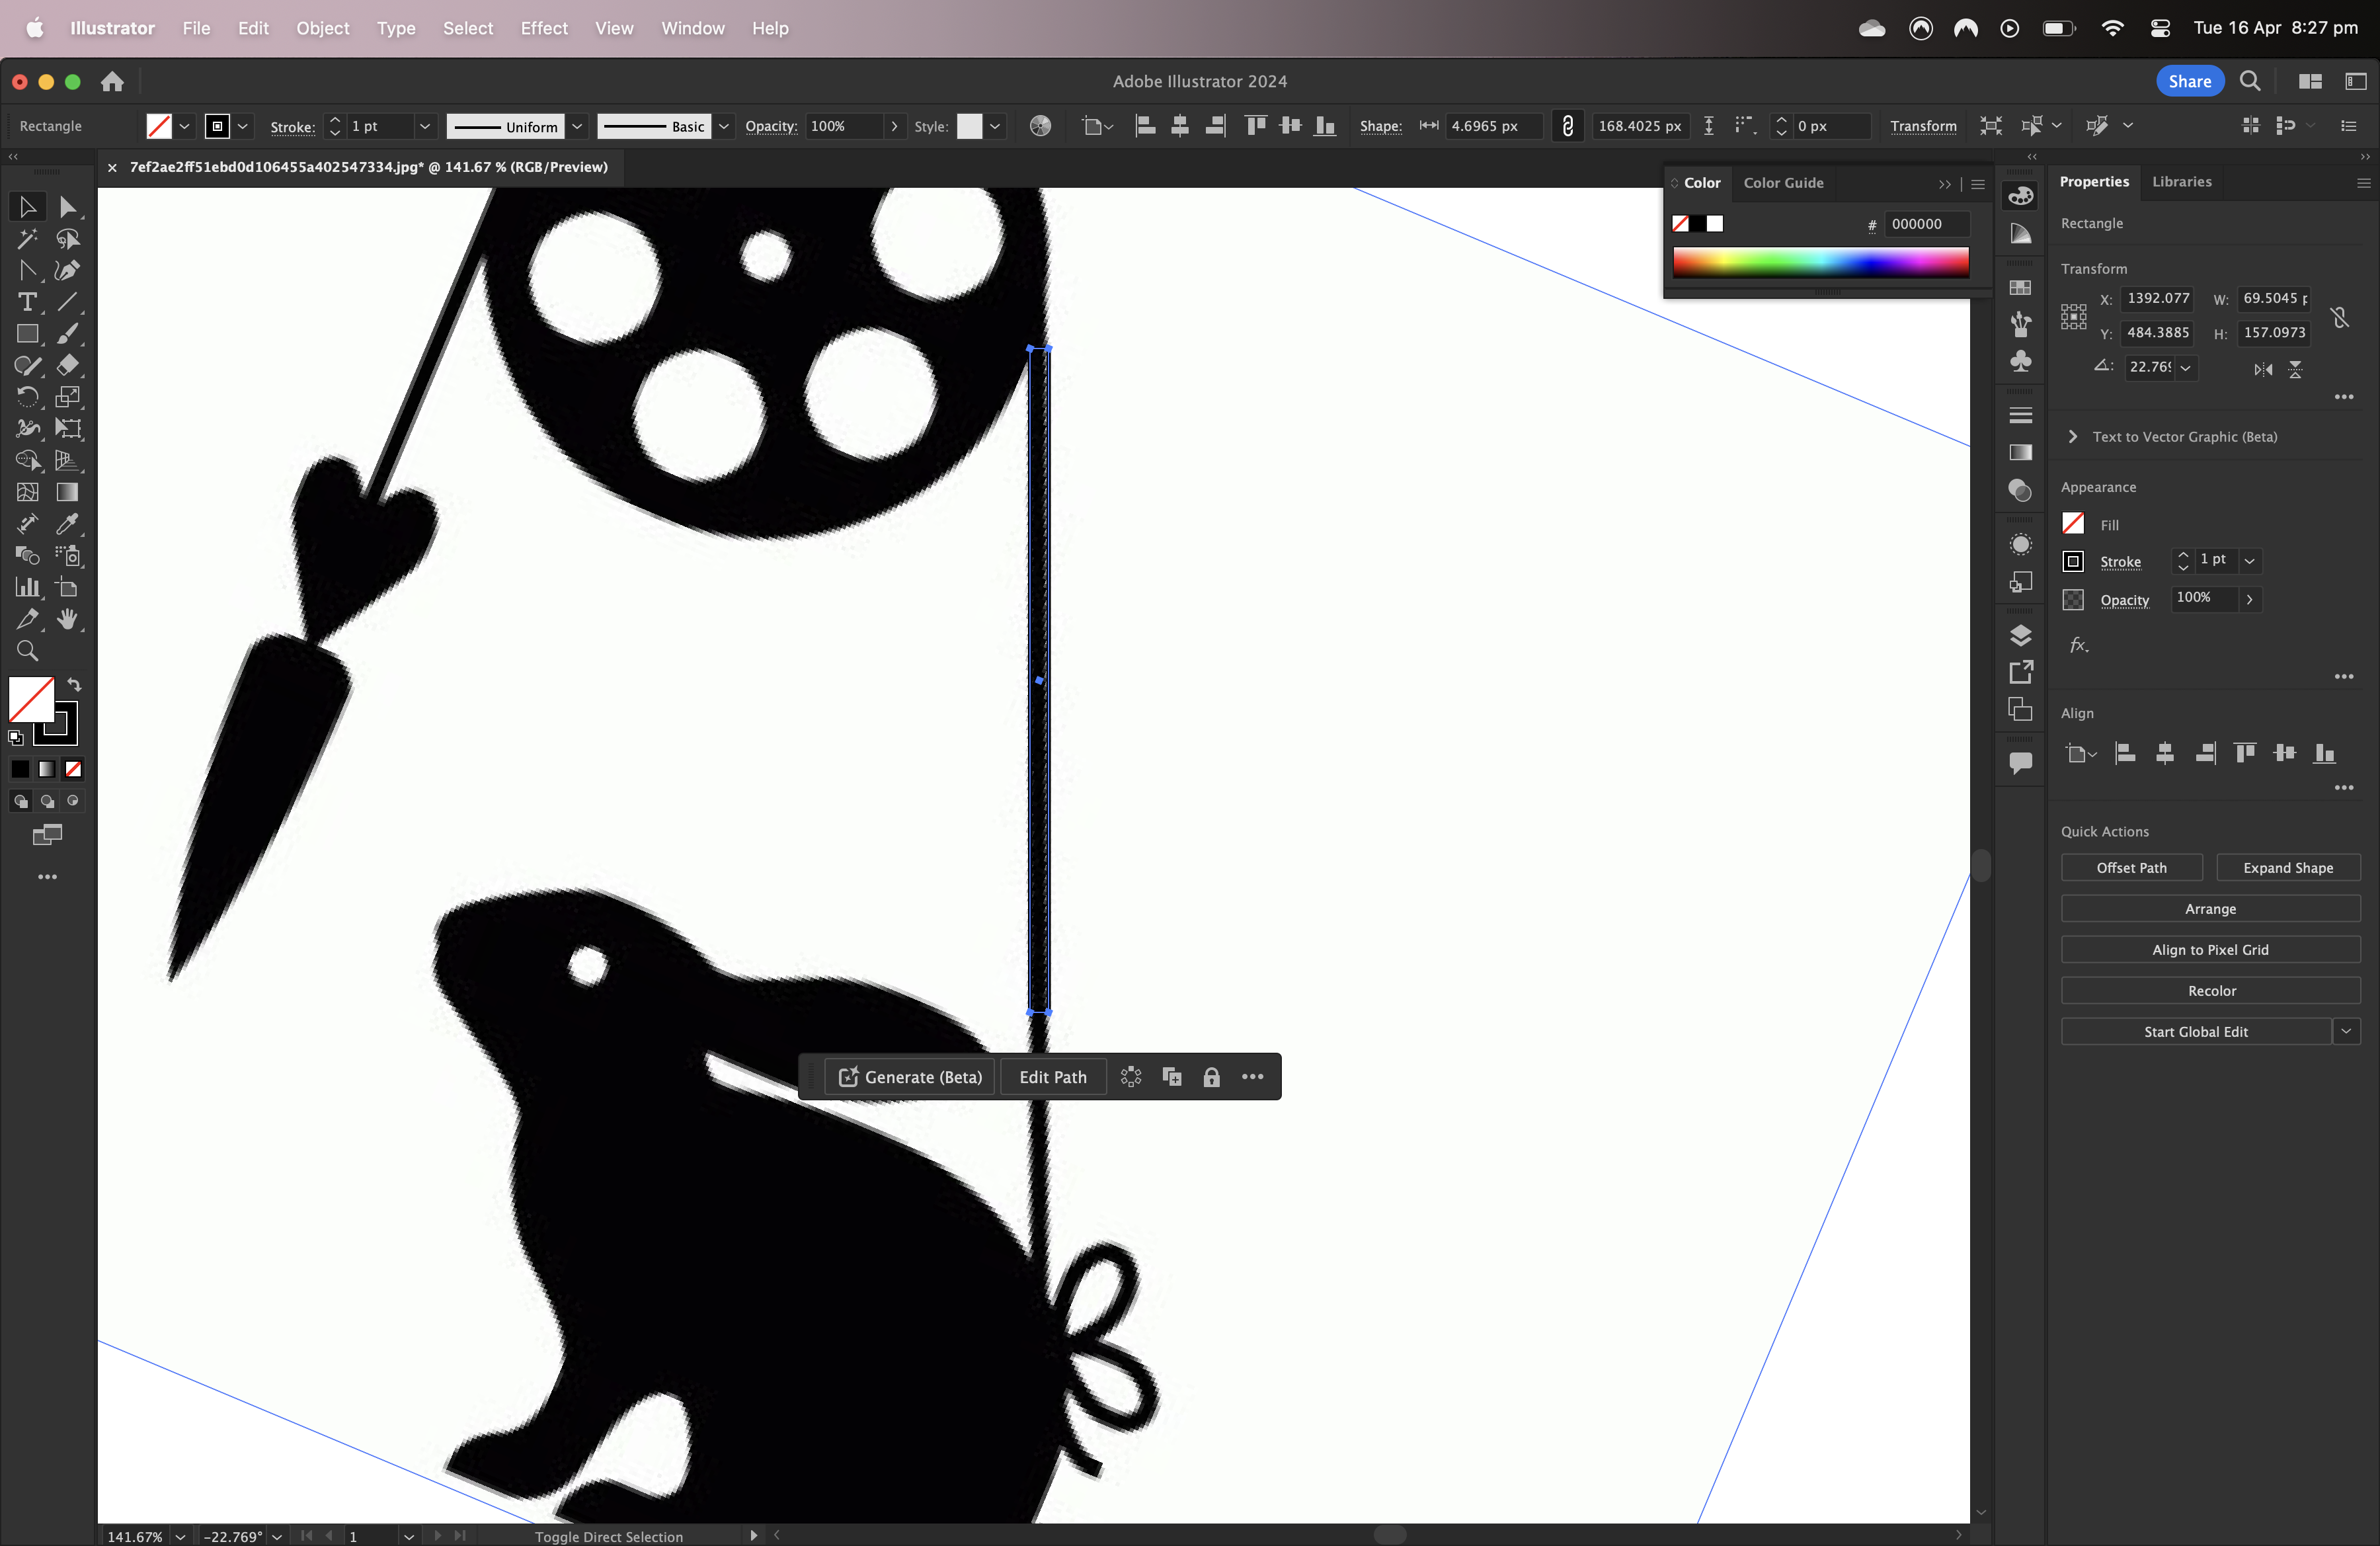 Illustrator File Edit Object Type Select Effect View Window Help Tue 16 Apr 8:27 pm
Adobe Illustrator 2024 Share
Rectangle Stroke: 1 pt Uniform Basic Opacity: 100% Style: Shape: 4.6965 px 168.4025 px 0 px Transform
7ef2ae2ff51ebd0d106455a402547334.jpg* @ 141.67 % (RGB/Preview)
Color Color Guide
# 000000
Properties Libraries
Rectangle
Transform
X: 1392.077 W: 69.5045 p
Y: 484.3885 H: 157.0973
22.769
Text to Vector Graphic (Beta)
Appearance
Fill
Stroke 1 pt
Opacity 100%
fx
Align
Quick Actions
Offset Path Expand Shape
Arrange
Align to Pixel Grid
Recolor
Start Global Edit
Generate (Beta) Edit Path
141.67% -22.769° 1 Toggle Direct Selection